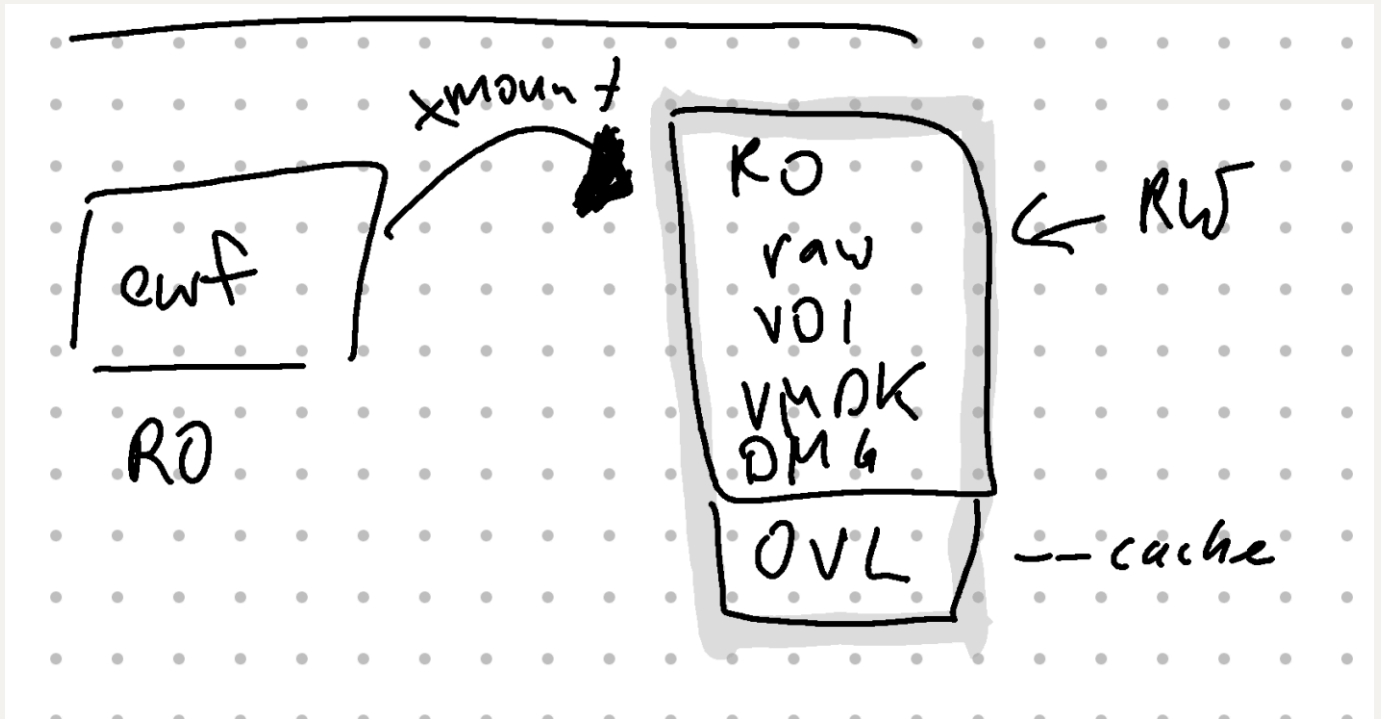 xmount
ewf
RO
RO
raw
VDI
VMDK
DMG
OVL
RW
--cache